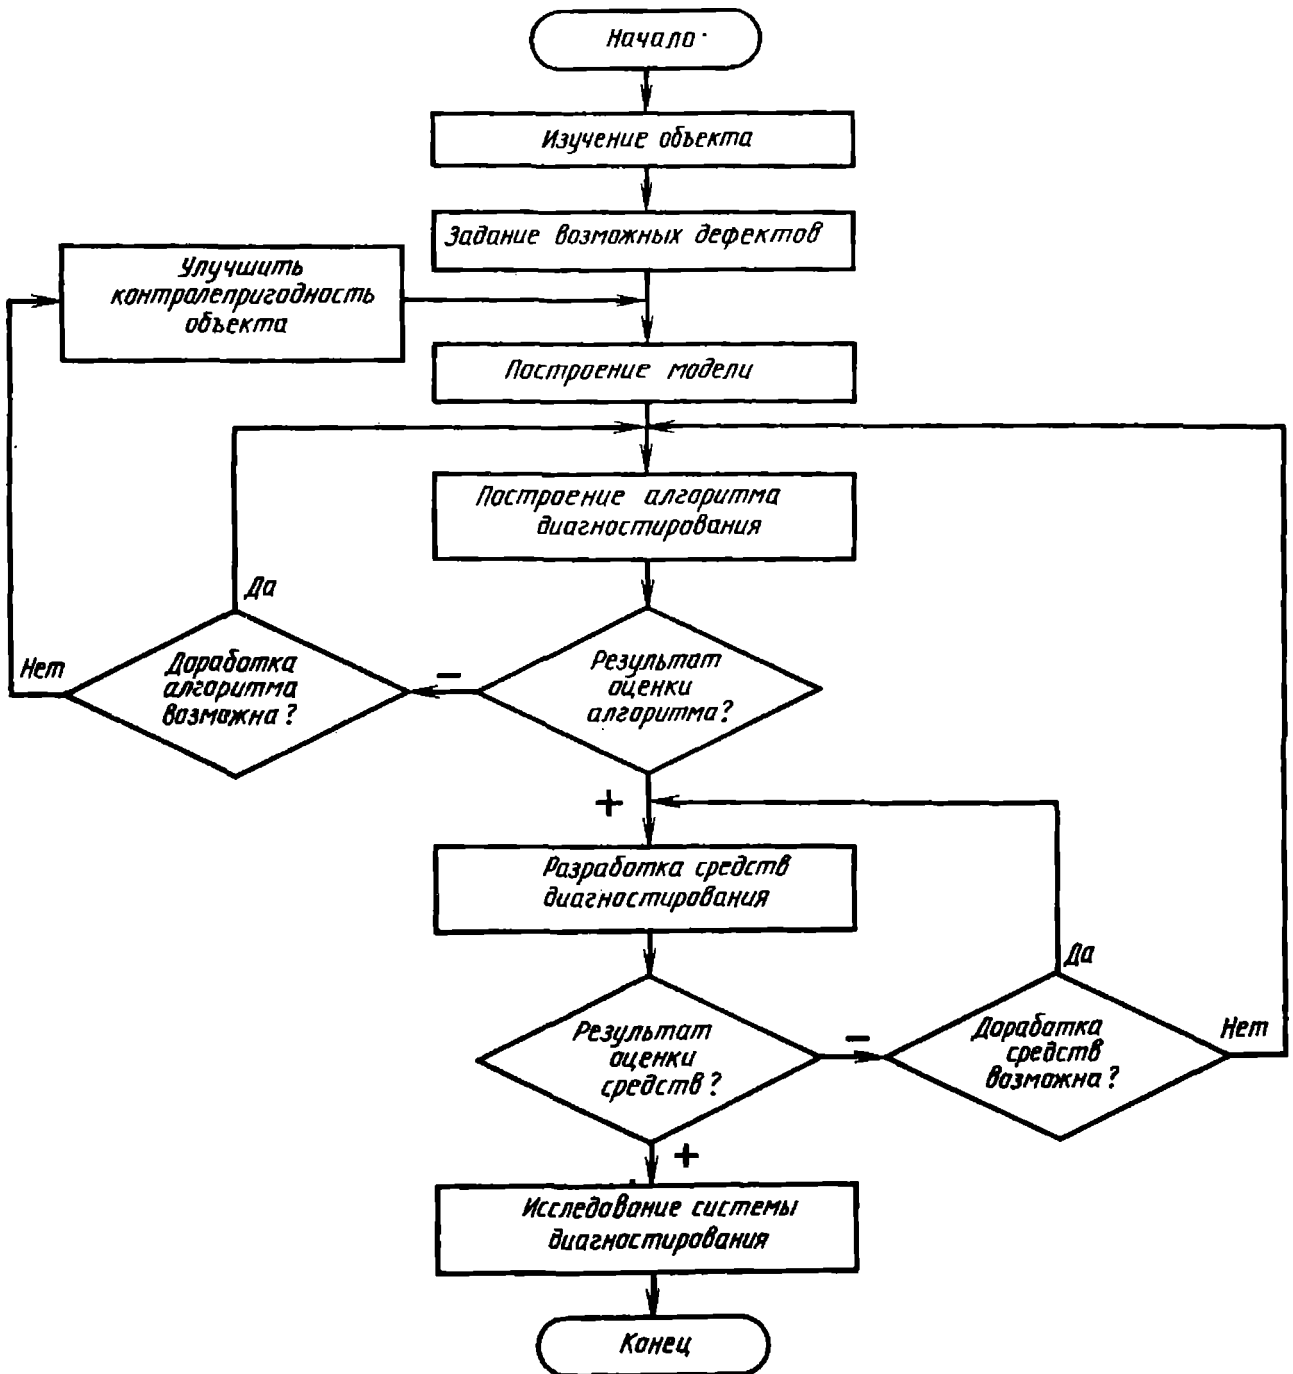 Начало
Изучение объекта
Задание возможных дефектов
Улучшить
контролепригодность
объекта
Построение модели
Построение алгоритма
диагностирования
Да
Нет
Доработка
алгоритма
возможна?
−
Результат
оценки
алгоритма?
+
Разработка средств
диагностирования
Да
Результат
оценки
средств?
−
Доработка
средств
возможна?
Нет
+
Исследование системы
диагностирования
Конец